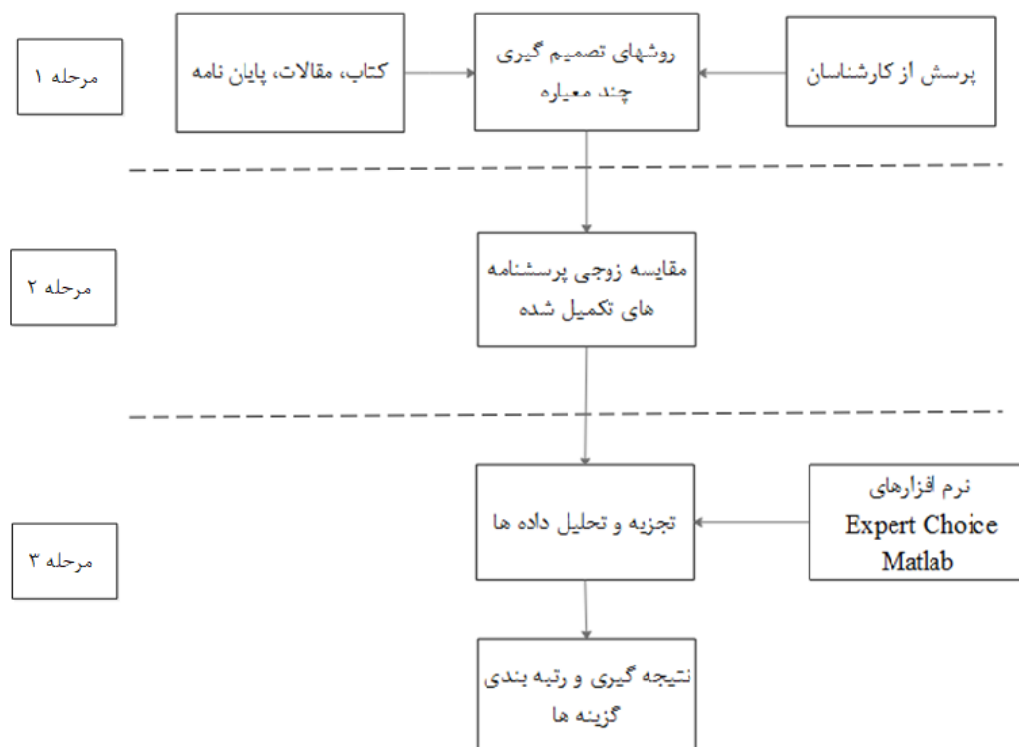 مرحله ۱
پرسش از کارشناسان
روشهای تصمیم گیری
چند معیاره
کتاب، مقالات، پایان نامه
مرحله ۲
مقایسه زوجی پرسشنامه
های تکمیل شده
مرحله ۳
نرم افزارهای
Expert Choice
Matlab
تجزیه و تحلیل داده ها
نتیجه گیری و رتبه بندی
گزینه ها